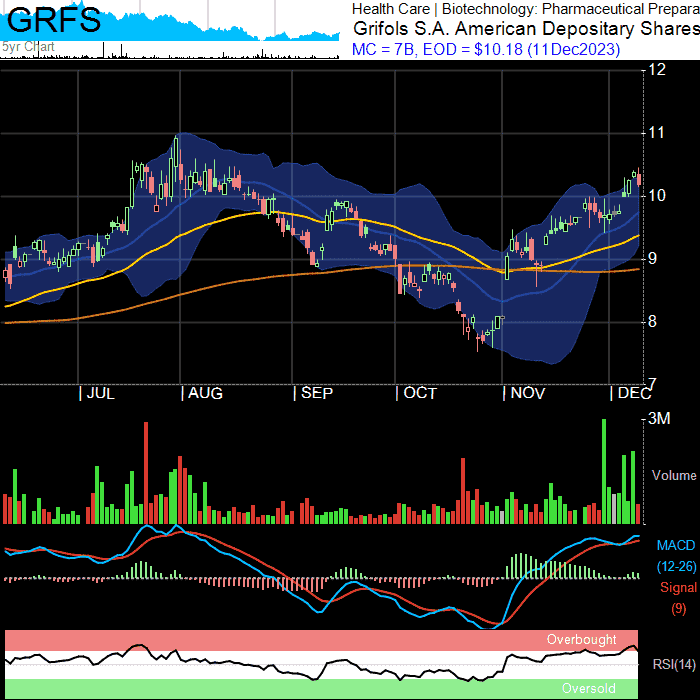 GRFS
5yr Chart
Health Care | Biotechnology: Pharmaceutical Prepara
Grifols S.A. American Depositary Shares
MC = 7B, EOD = $10.18 (11Dec2023)
12
11
10
9
8
7
| JUL | AUG | SEP | OCT | NOV | DEC
3M
Volume
MACD
(12-26)
Signal
(9)
Overbought
RSI(14)
Oversold